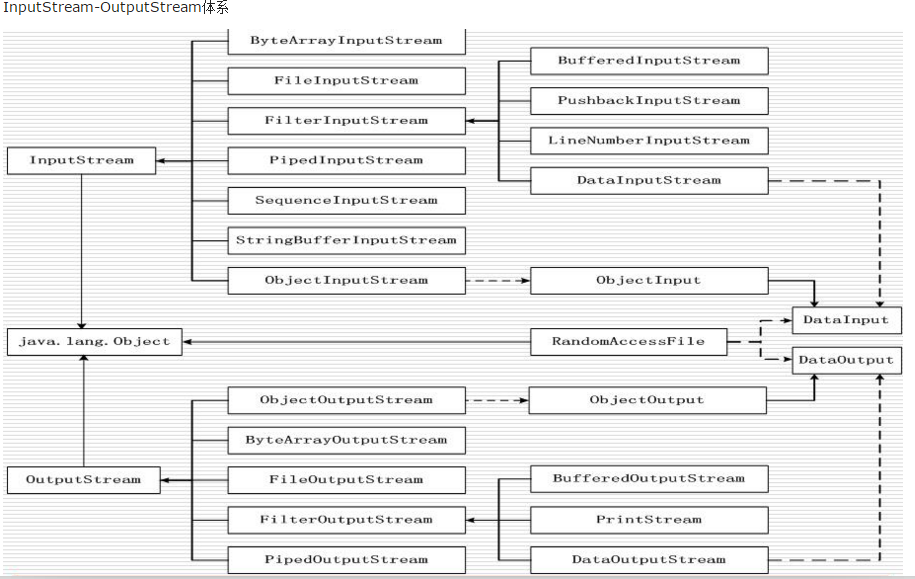 InputStream-OutputStream体系
ByteArrayInputStream
FileInputStream
FilterInputStream
PipedInputStream
SequenceInputStream
StringBufferInputStream
ObjectInputStream
BufferedInputStream
PushbackInputStream
LineNumberInputStream
DataInputStream
InputStream
ObjectInput
DataInput
java.lang.Object
RandomAccessFile
DataOutput
ObjectOutputStream
ObjectOutput
ByteArrayOutputStream
OutputStream
FileOutputStream
FilterOutputStream
PipedOutputStream
BufferedOutputStream
PrintStream
DataOutputStream